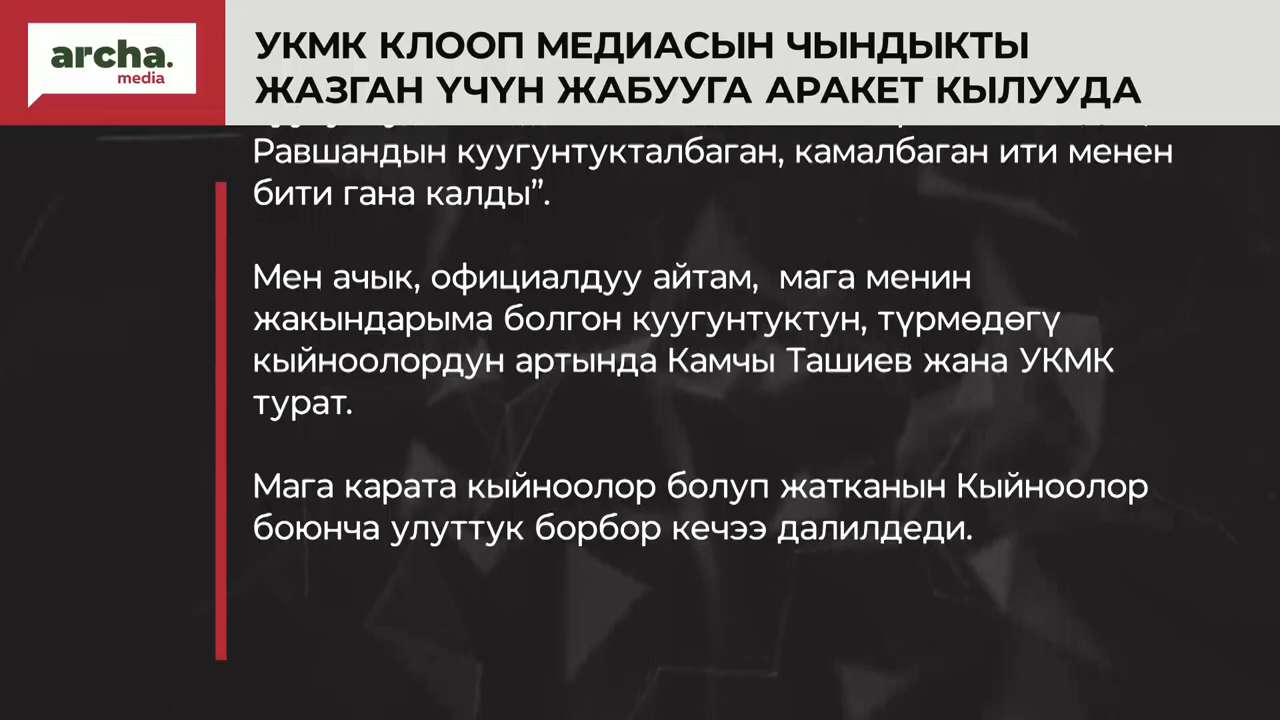 archa.
media
УКМК КЛООП МЕДИАСЫН ЧЫНДЫКТЫ
ЖАЗГАН ҮЧҮН ЖАБУУГА АРАКЕТ КЫЛУУДА
Равшандын куугунтукталбаган, камалбаган ити менен
бити гана калды”.
Мен ачык, официалдуу айтам,  мага менин
жакындарыма болгон куугунтуктун, түрмөдөгү
кыйноолордун артында Камчы Ташиев жана УКМК
турат.
Мага карата кыйноолор болуп жатканын Кыйноолор
боюнча улуттук борбор кечээ далилдеди.